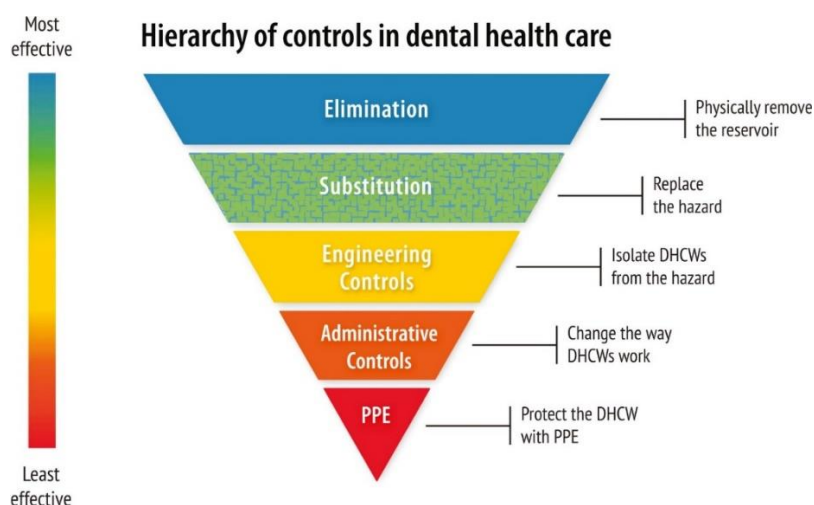 Most
effective
Hierarchy of controls in dental health care
Elimination
Physically remove
the reservoir
Substitution
Replace
the hazard
Engineering
Controls
Isolate DHCWs
from the hazard
Administrative
Controls
Change the way
DHCWs work
PPE
Protect the DHCW
with PPE
Least
effective